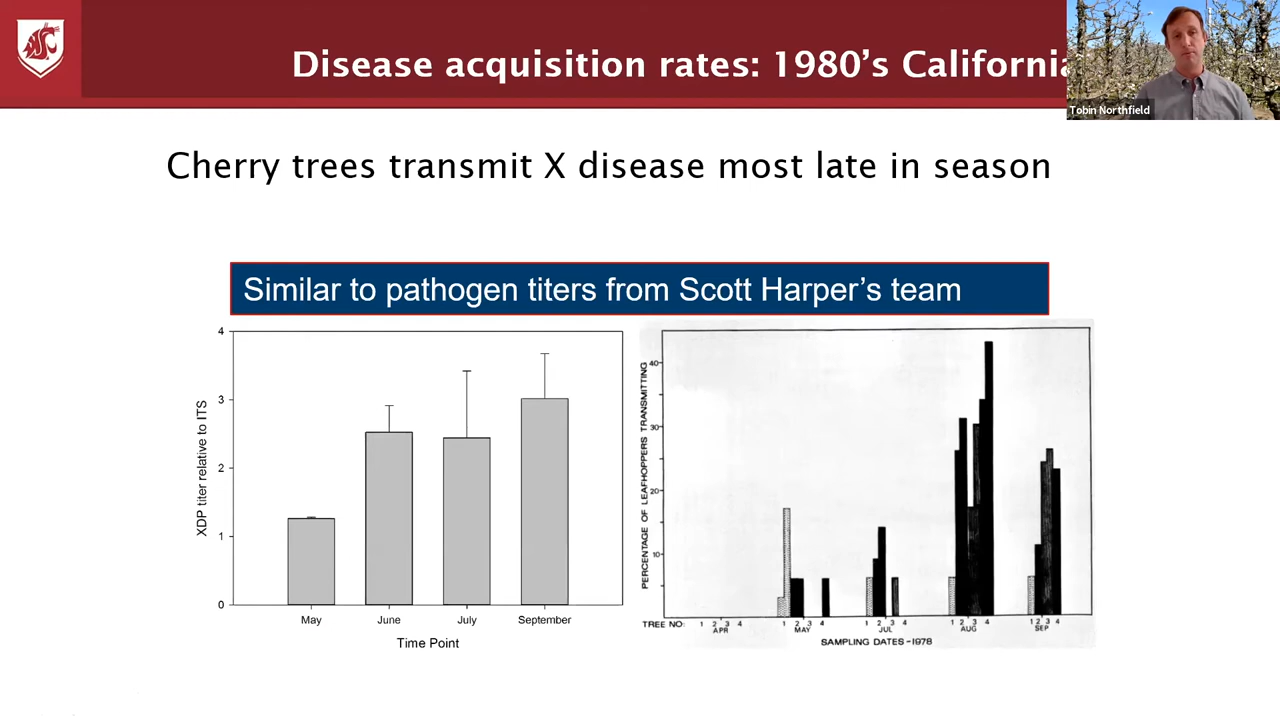 Disease acquisition rates: 1980's California
Tobin Northfield
Cherry trees transmit X disease most late in season
Similar to pathogen titers from Scott Harper's team
XDP titer relative to ITS
4
3
2
1
0
May June July September
Time Point
PERCENTAGE OF LEAFHOPPERS TRANSMITTING
40
30
20
10
TREE NO: 1 2 3 4 1 2 3 4 1 2 3 4 1 2 3 4 1 2 3 4
APR MAY JUL AUG SEP
SAMPLING DATES-1978